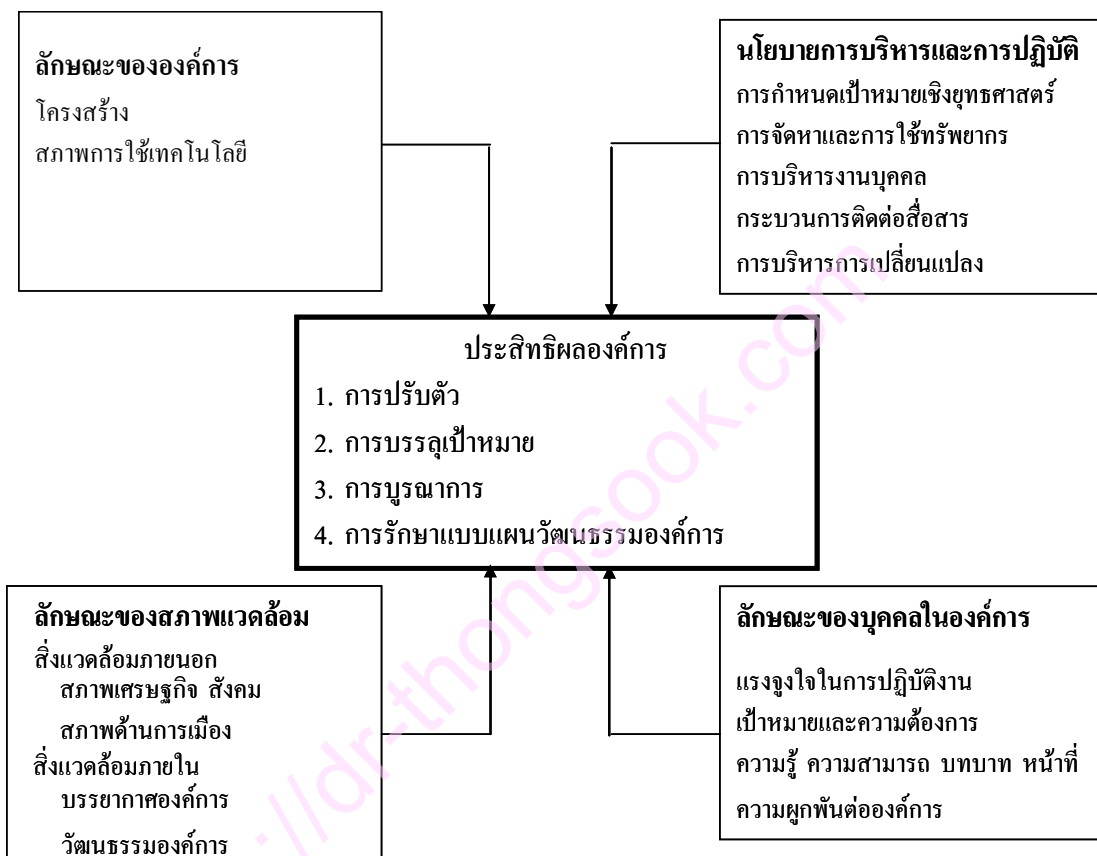 ลักษณะขององค์การ
โครงสร้าง
สภาพการใช้เทคโนโลยี
นโยบายการบริหารและการปฏิบัติ
การกำหนดเป้าหมายเชิงยุทธศาสตร์
การจัดหาและการใช้ทรัพยากร
การบริหารงานบุคคล
กระบวนการติดต่อสื่อสาร
การบริหารการเปลี่ยนแปลง
ประสิทธิผลองค์การ
1. การปรับตัว
2. การบรรลุเป้าหมาย
3. การบูรณาการ
4. การรักษาแบบแผนวัฒนธรรมองค์การ
ลักษณะของสภาพแวดล้อม
สิ่งแวดล้อมภายนอก
สภาพเศรษฐกิจ สังคม
สภาพด้านการเมือง
สิ่งแวดล้อมภายใน
บรรยากาศองค์การ
วัฒนธรรมองค์การ
ลักษณะของบุคคลในองค์การ
แรงจูงใจในการปฏิบัติงาน
เป้าหมายและความต้องการ
ความรู้ ความสามารถ บทบาท หน้าที่
ความผูกพันต่อองค์การ
://dr-thongsook.com